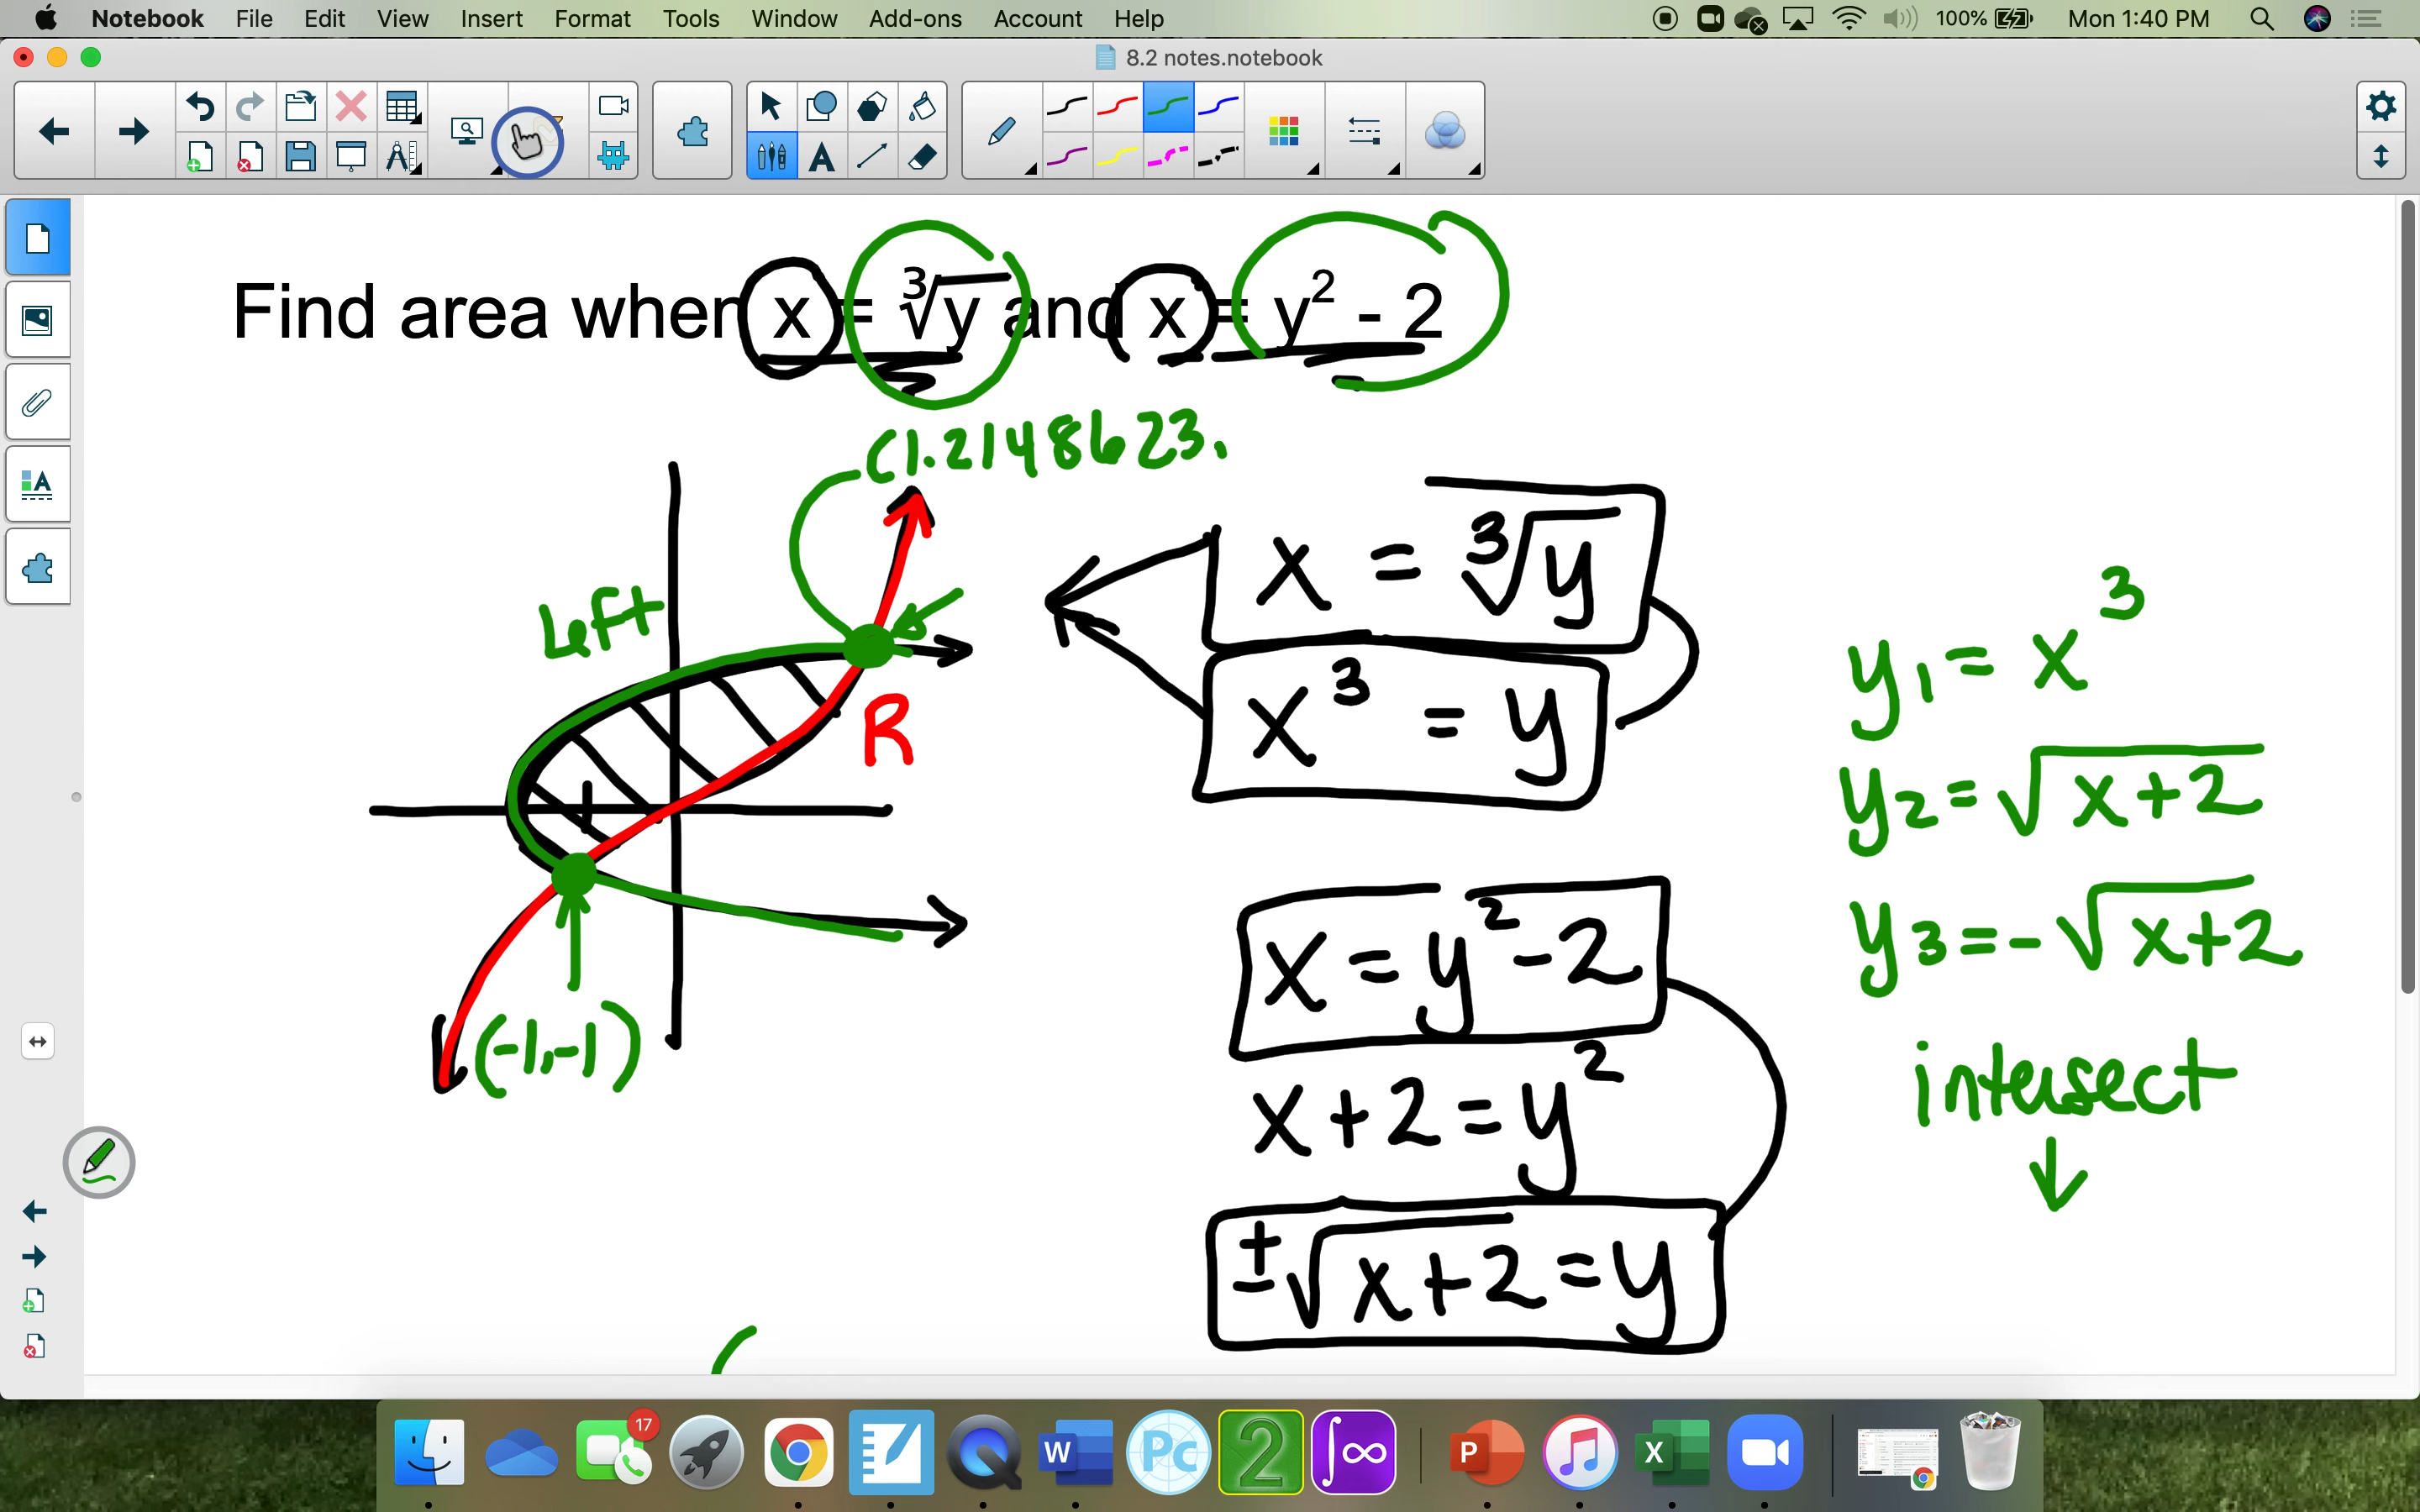 Notebook File Edit View Insert Format Tools Window Add-ons Account Help 100% Mon 1:40 PM
8.2 notes.notebook
A
A
Find area when x = ∛y and x = y² - 2
(1.2148623,
Left
R
(-1,-1)
x = ∛y
x³ = y
x = y²-2
x+2=y²
±√x+2=y
y₁= x³
y₂=√x+2
y₃=-√x+2
intersect
(
17
W
Pc
2
∫∞
P
X